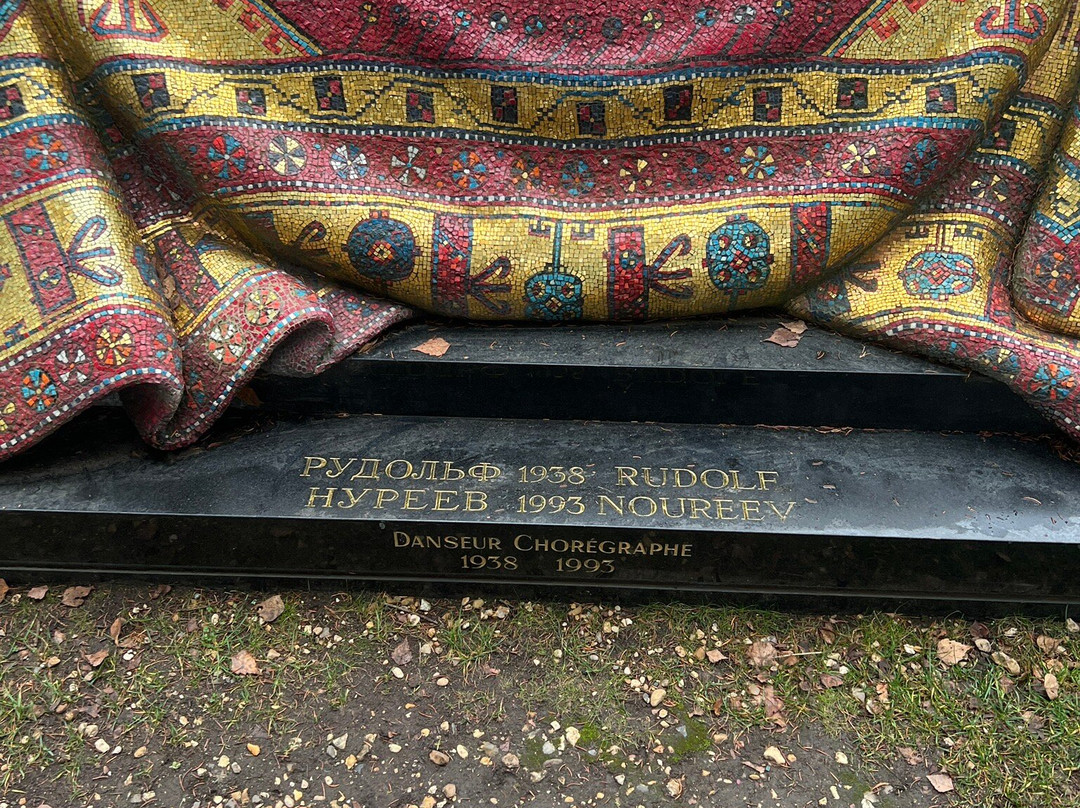 РУДОЛЬФ 1938 RUDOLF
НУРЕЕВ 1993 NOUREEV
DANSEUR CHORÉGRAPHE
1938 1993